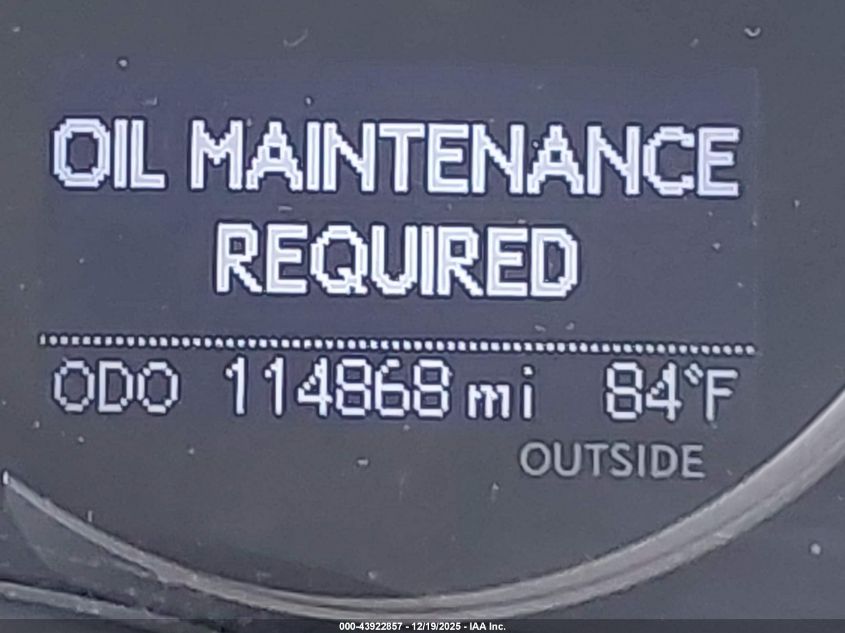 OIL MAINTENANCE
REQUIRED
ODO 114868 mi 84°F
OUTSIDE
000-43922857 - 12/19/2025 - IAA Inc.